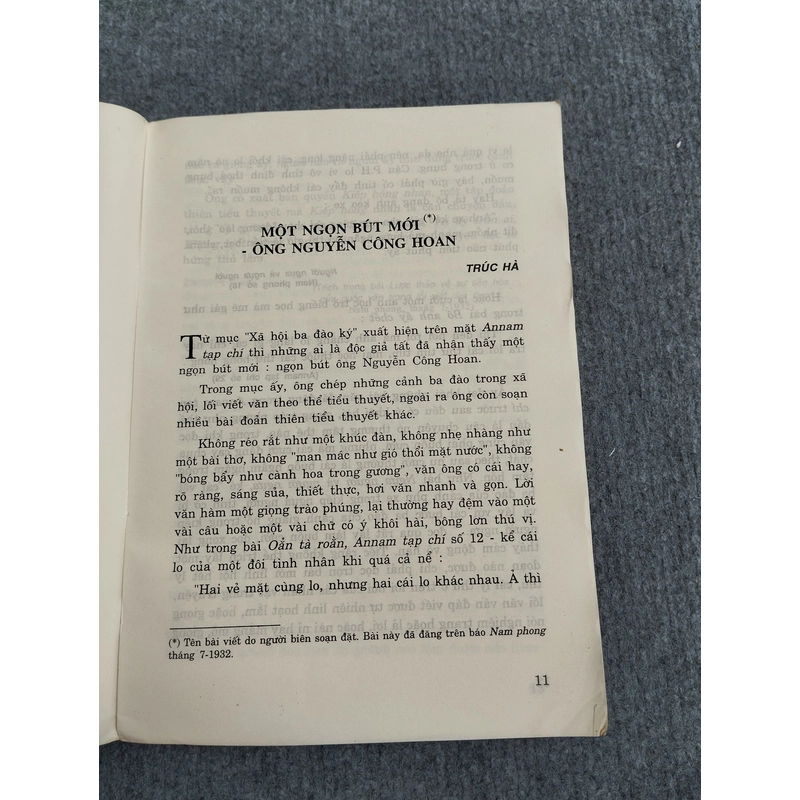 MỘT NGỌN BÚT MỚI (*)
- ÔNG NGUYỄN CÔNG HOAN
TRÚC HÀ
Từ mục "Xã hội ba đào ký" xuất hiện trên mặt Annam
tạp chí thì những ai là độc giả tất đã nhận thấy một
ngọn bút mới : ngọn bút ông Nguyễn Công Hoan.
Trong mục ấy, ông chép những cảnh ba đào trong xã
hội, lối viết văn theo thể tiểu thuyết, ngoài ra ông còn soạn
nhiều bài đoản thiên tiểu thuyết khác.
Không réo rắt như một khúc đàn, không nhẹ nhàng như
một bài thơ, không "man mác như gió thổi mặt nước", không
"bóng bẩy như cành hoa trong gương", văn ông có cái hay,
rõ ràng, sáng sủa, thiết thực, hơi văn nhanh và gọn. Lời
văn hàm một giọng trào phúng, lại thường hay đệm vào một
vài câu hoặc một vài chữ có ý khôi hài, bông lơn thú vị.
Như trong bài Oẳn tà roằn, Annam tạp chí số 12 - kể cái
lo của một đôi tình nhân khi quá cả nể :
"Hai vẻ mặt cùng lo, nhưng hai cái lo khác nhau. À thì
(*) Tên bài viết do người biên soạn đặt. Bài này đã đăng trên báo Nam phong
tháng 7-1932.
11